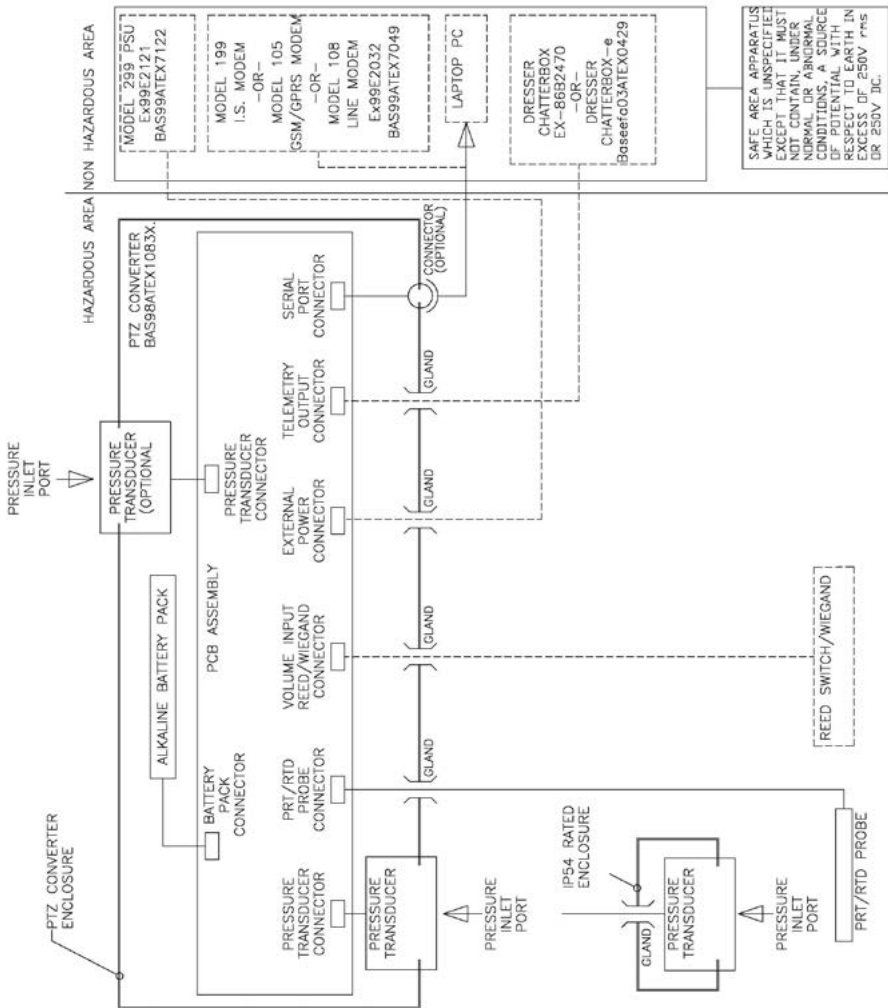 HAZARDOUS AREA
NON HAZARDOUS AREA
PTZ CONVERTER
ENCLOSURE
PTZ CONVERTER
BAS98ATEX1083X.
PRESSURE
INLET
PORT
PRESSURE
TRANSDUCER
(OPTIONAL
ALKALINE BATTERY PACK
BATTERY
PACK
CONNECTOR
PCB ASSEMBLY
PRESSURE
TRANSDUCER
CONNECTOR
PRESSURE
TRANSDUCER
CONNECTOR
PRT/RTD
PROBE
CONNECTOR
VOLUME INPUT
REED/WIEGAND
CONNECTOR
EXTERNAL
POWER
CONNECTOR
TELEMETRY
OUTPUT
CONNECTOR
SERIAL
PORT
CONNECTOR
PRESSURE
TRANSDUCER
GLAND
GLAND
GLAND
GLAND
CONNECTOR
(OPTIONAL)
PRESSURE
INLET
PORT
IP54 RATED
ENCLOSURE
GLAND
PRESSURE
TRANSDUCER
PRESSURE
INLET
PORT
PRT/RTD PROBE
REED SWITCH/WIEGAND
MODEL 299 PSU
Ex99E2121
BAS99ATEX7122
MODEL 199
I.S. MODEM
-OR-
MODEL 105
GSM/GPRS MODEM
-OR-
MODEL 108
LINE MODEM
Ex99E2032
BAS99ATEX7049
LAPTOP PC
DRESSER
CHATTERBOX
EX-86B2470
-OR-
DRESSER
CHATTERBOX-e
Baseefa03ATEX0429
SAFE AREA APPARATUS
WHICH IS UNSPECIFIED
EXCEPT THAT IT MUST
NOT CONTAIN, UNDER
NORMAL OR ABNORMAL
CONDITIONS, A SOURCE
OF POTENTIAL WITH
RESPECT TO EARTH IN
EXCESS OF 250V rms
OR 250V DC.